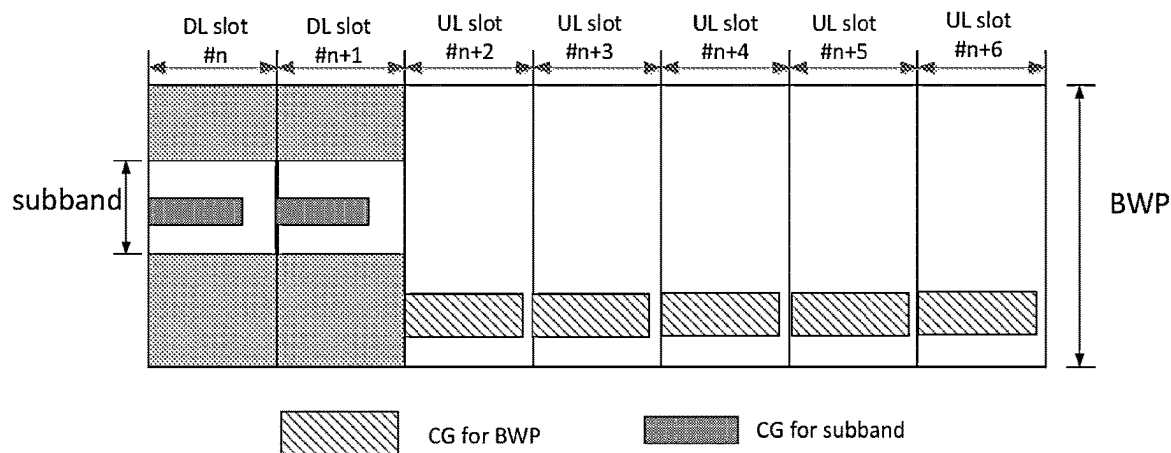 DL slot
#n
DL slot
#n+1
UL slot
#n+2
UL slot
#n+3
UL slot
#n+4
UL slot
#n+5
UL slot
#n+6
subband
BWP
CG for BWP
CG for subband